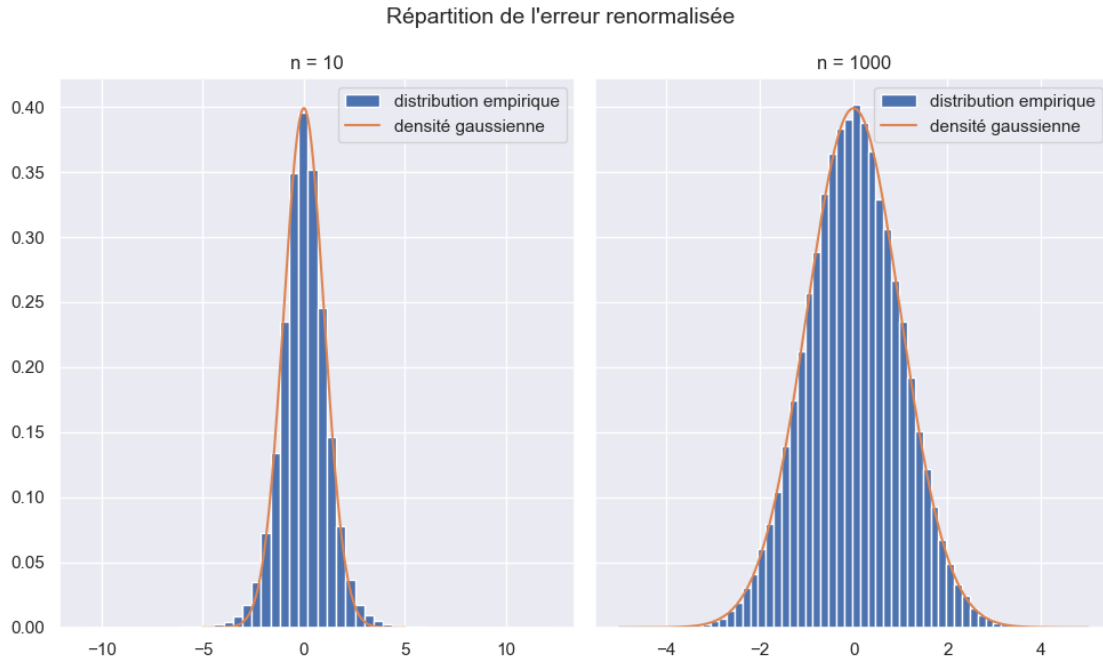 Répartition de l'erreur renormalisée
n = 10
n = 1000
distribution empirique
densité gaussienne
distribution empirique
densité gaussienne
0.40
0.35
0.30
0.25
0.20
0.15
0.10
0.05
0.00
−10 −5 0 5 10
−4 −2 0 2 4